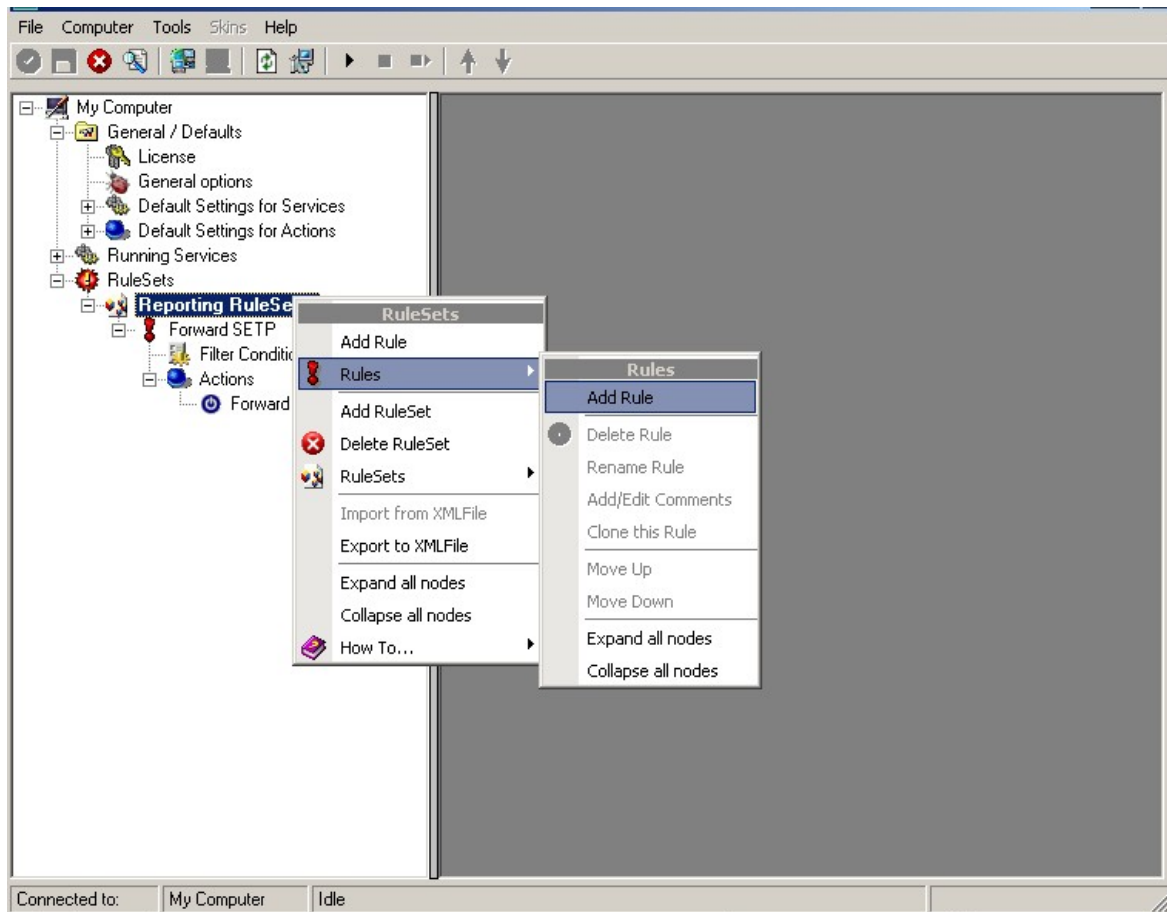 File Computer Tools Skins Help
My Computer
General / Defaults
License
General options
Default Settings for Services
Default Settings for Actions
Running Services
RuleSets
Reporting RuleSe
Forward SETP
Filter Conditic
Actions
Forward
RuleSets
Add Rule
Rules
Add RuleSet
Delete RuleSet
RuleSets
Import from XMLFile
Export to XMLFile
Expand all nodes
Collapse all nodes
How To...
Rules
Add Rule
Delete Rule
Rename Rule
Add/Edit Comments
Clone this Rule
Move Up
Move Down
Expand all nodes
Collapse all nodes
Connected to: My Computer Idle